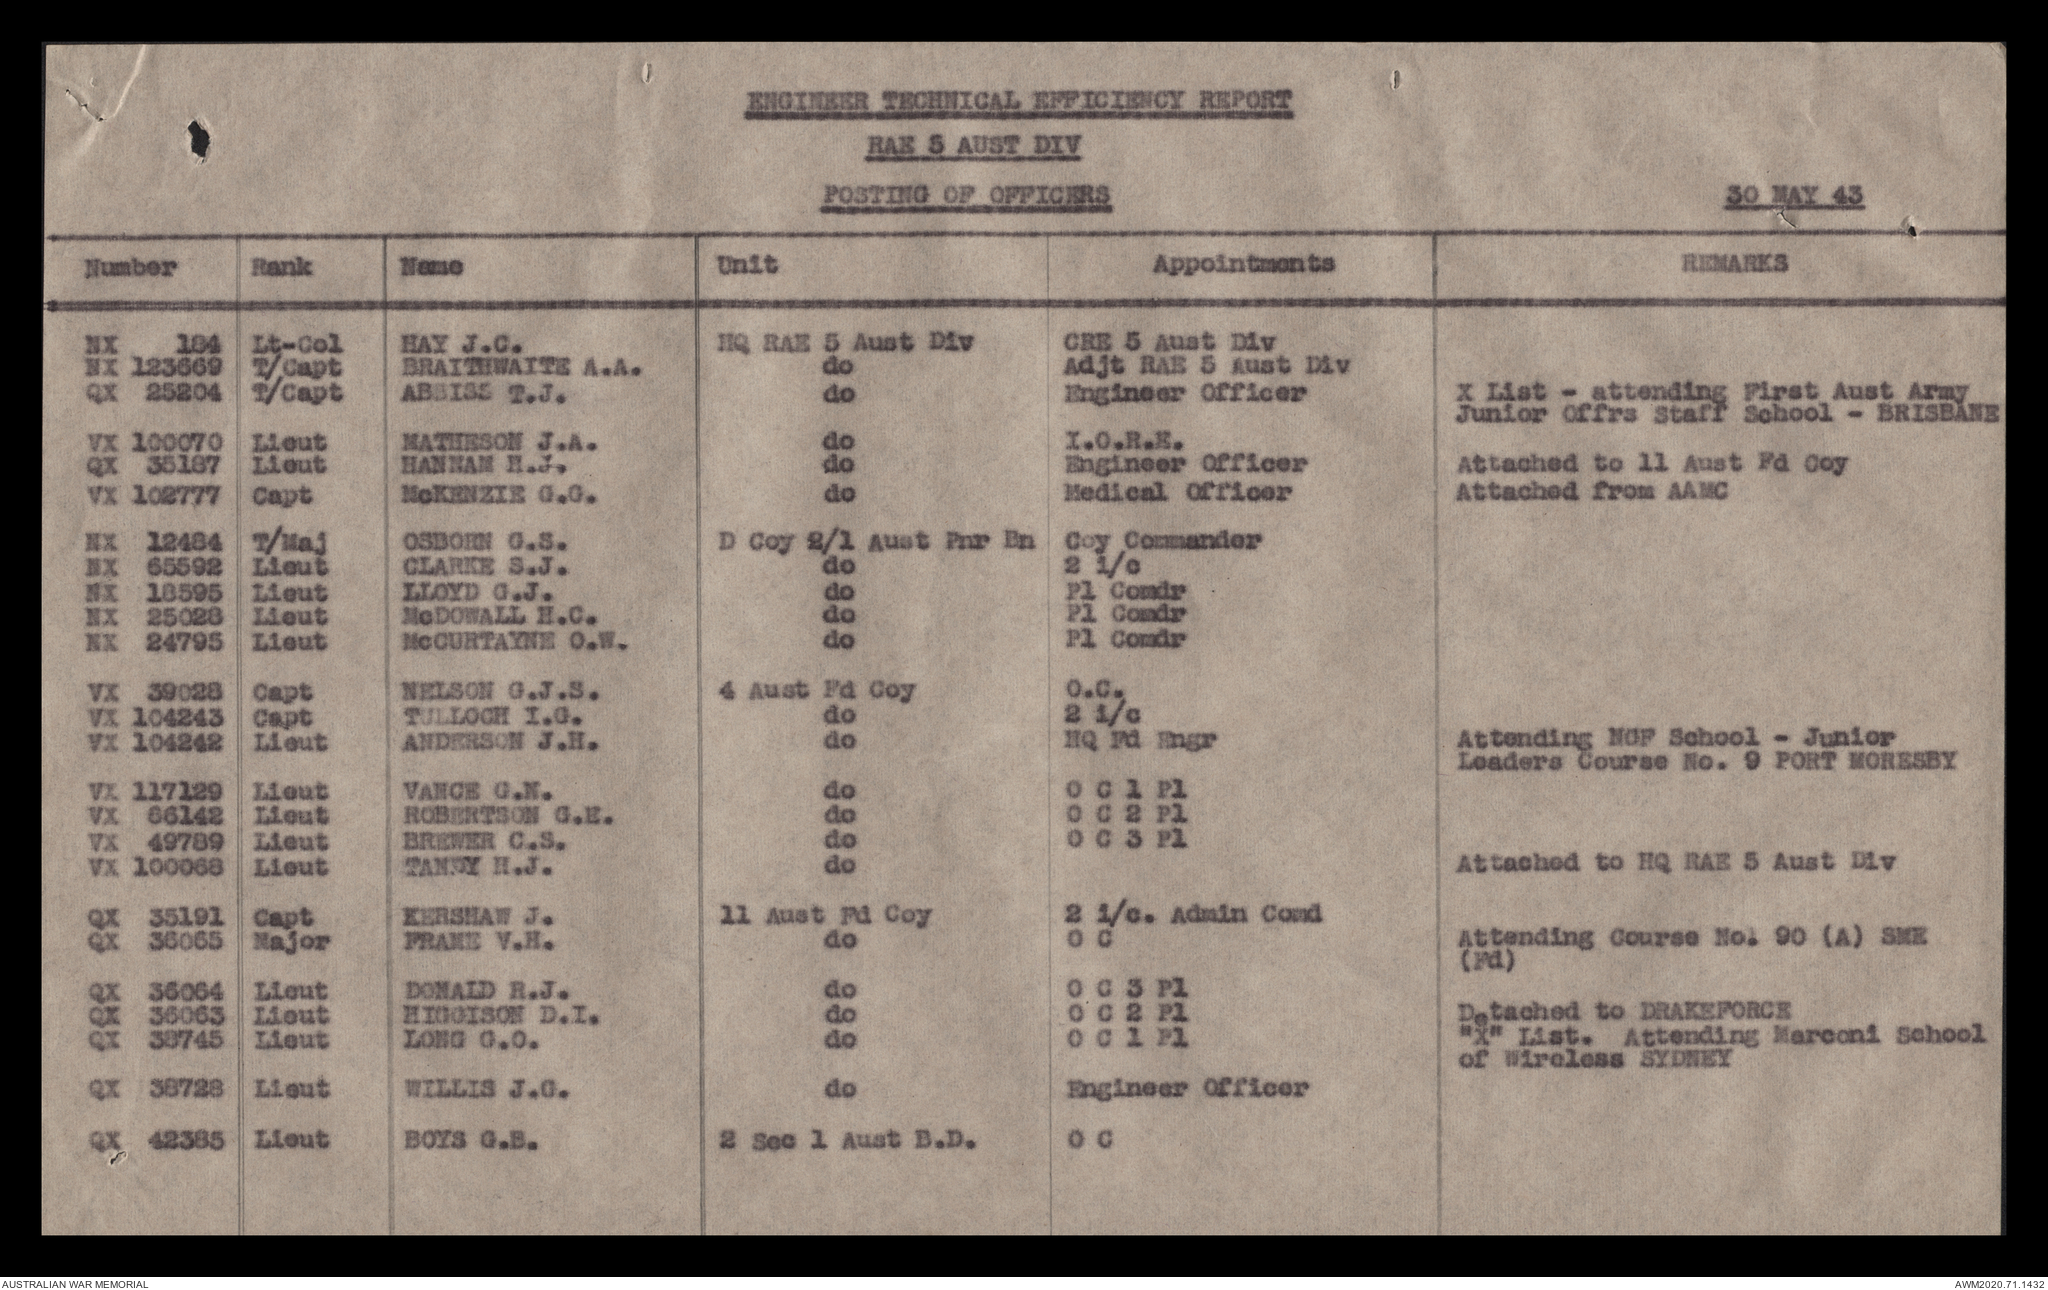 ENGINEER TECHNICAL EFFICIENCY REPORT
RAE 5 AUST DIV
POSTING OF OFFICERS 30 MAY 43
Number Rank Name Unit Appointments REMARKS
NX 184 Lt-Col HAY J.C. HQ RAE 5 Aust Div CRE 5 Aust Div
NX 123669 T/Capt BRAITHWAITE A.A. do Adjt RAE 5 Aust Div
QX 25204 T/Capt T.J. do Engineer Officer X List - attending First Aust Army
Junior Offrs Staff School - BRISBANE
VX 100070 Lieut MATHESON J.A. do I.O.R.E.
QX 35187 Lieut HANNAM H.J. do Engineer Officer Attached to 11 Aust Fd Coy
VX 102777 Capt McKENZIE G.G. do Medical Officer Attached from AAMC
NX 12484 T/Maj OSBORN G.S. D Coy 2/1 Aust Pnr Bn Coy Commander
NX 65592 Lieut CLARKE S.J. do 2 i/c
NX 18595 Lieut LLOYD G.J. do Pl Comdr
NX 25028 Lieut McDOWALL H.C. do Pl Comdr
NX 24795 Lieut McCURTAYNE O.W. do Pl Comdr
VX 39028 Capt NELSON G.J.S. 4 Aust Fd Coy O.C.
VX 104243 Capt TULLOCH I.G. do 2 i/c
VX 104242 Lieut ANDERSON J.H. do HQ Fd Engr Attending NGF School - Junior
Leaders Course No. 9 PORT MORESBY
VX 117129 Lieut VANCE G.N. do O C 1 Pl
VX 66142 Lieut ROBERTSON G.E. do O C 2 Pl
VX 49789 Lieut BREWER C.S. do O C 3 Pl
VX 100068 Lieut TANDY H.J. do Attached to HQ RAE 5 Aust Div
QX 35191 Capt KERSHAW J. 11 Aust Fd Coy 2 i/c. Admin Comd
QX 36065 Major FRAME V.H. do O C Attending Course No. 90 (A) SME
(Fd)
QX 36064 Lieut DONALD R.J. do O C 3 Pl
QX 36063 Lieut HIGGISON D.I. do O C 2 Pl Detached to DRAKEFORCE
QX 38745 Lieut LONG C.O. do O C 1 Pl "X" List. Attending Marconi School
of Wireless SYDNEY
QX 38728 Lieut WILLIS J.G. do Engineer Officer
QX 42385 Lieut BOYS G.B. 2 Sec 1 Aust B.D. O C
AUSTRALIAN WAR MEMORIAL AWM2020.71.1432